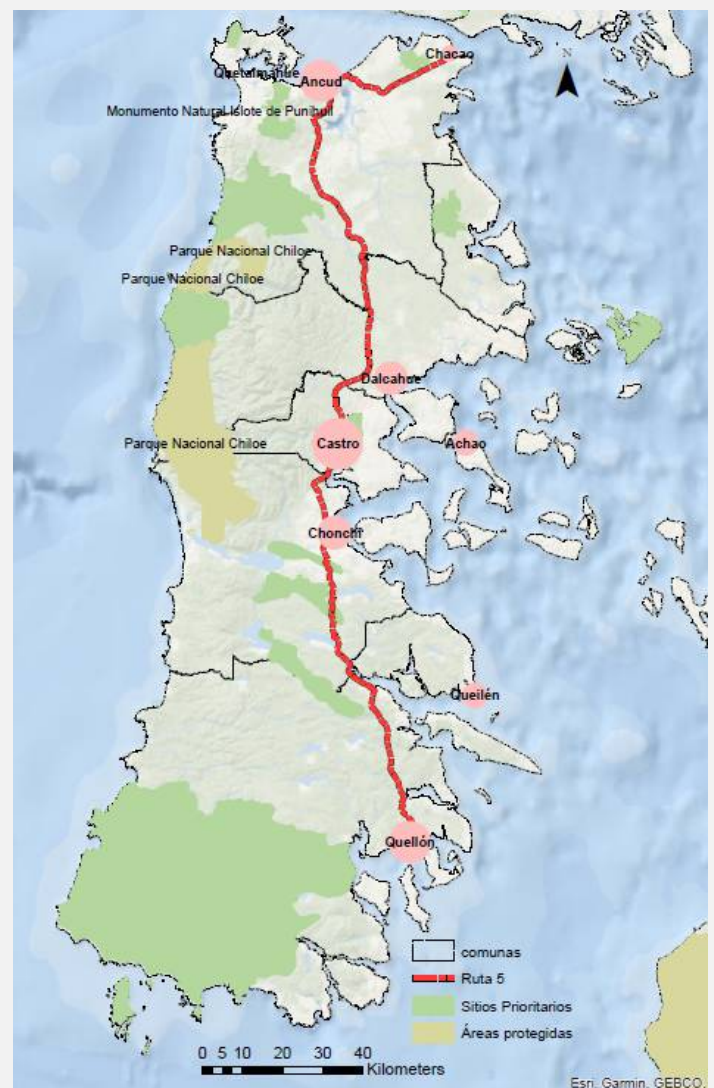 Chacao
N
Quetalmahue
Ancud
Monumento Natural Islote de Puñihuil
Parque Nacional Chiloe
Parque Nacional Chiloe
Dalcahue
Parque Nacional Chiloe
Castro
Achao
Chonchi
Queilén
Quellón
comunas
Ruta 5
Sitios Prioritarios
Áreas protegidas
0 5 10 20 30 40
Kilometers
Esri, Garmin, GEBCO,